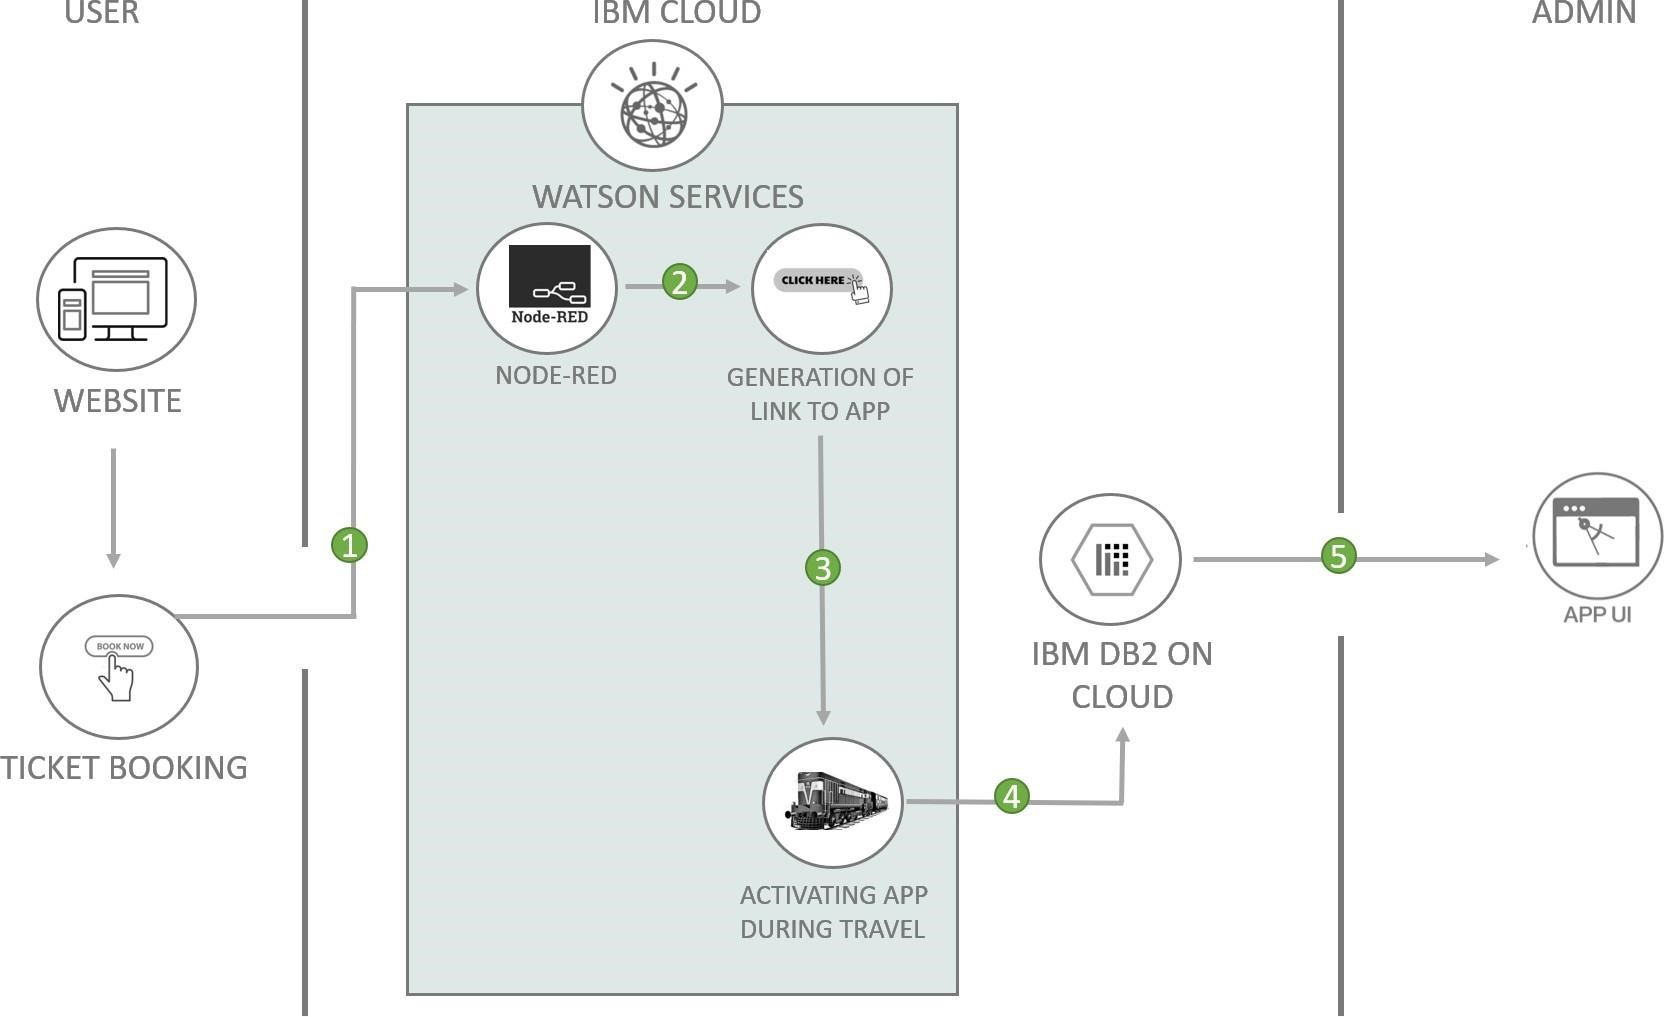 USER
IBM CLOUD
ADMIN
WATSON SERVICES
CLICK HERE
Node-RED
NODE-RED
GENERATION OF
LINK TO APP
2
WEBSITE
1
3
5
BOOK NOW
APP UI
IBM DB2 ON
CLOUD
TICKET BOOKING
4
ACTIVATING APP
DURING TRAVEL